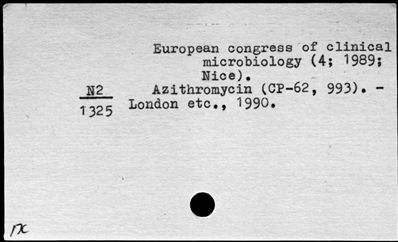 European congress of clinical
microbiology (4; 1989;
Nice).
N2 Azithromycin (CP-62, 993). -
1325 London etc., 1990.